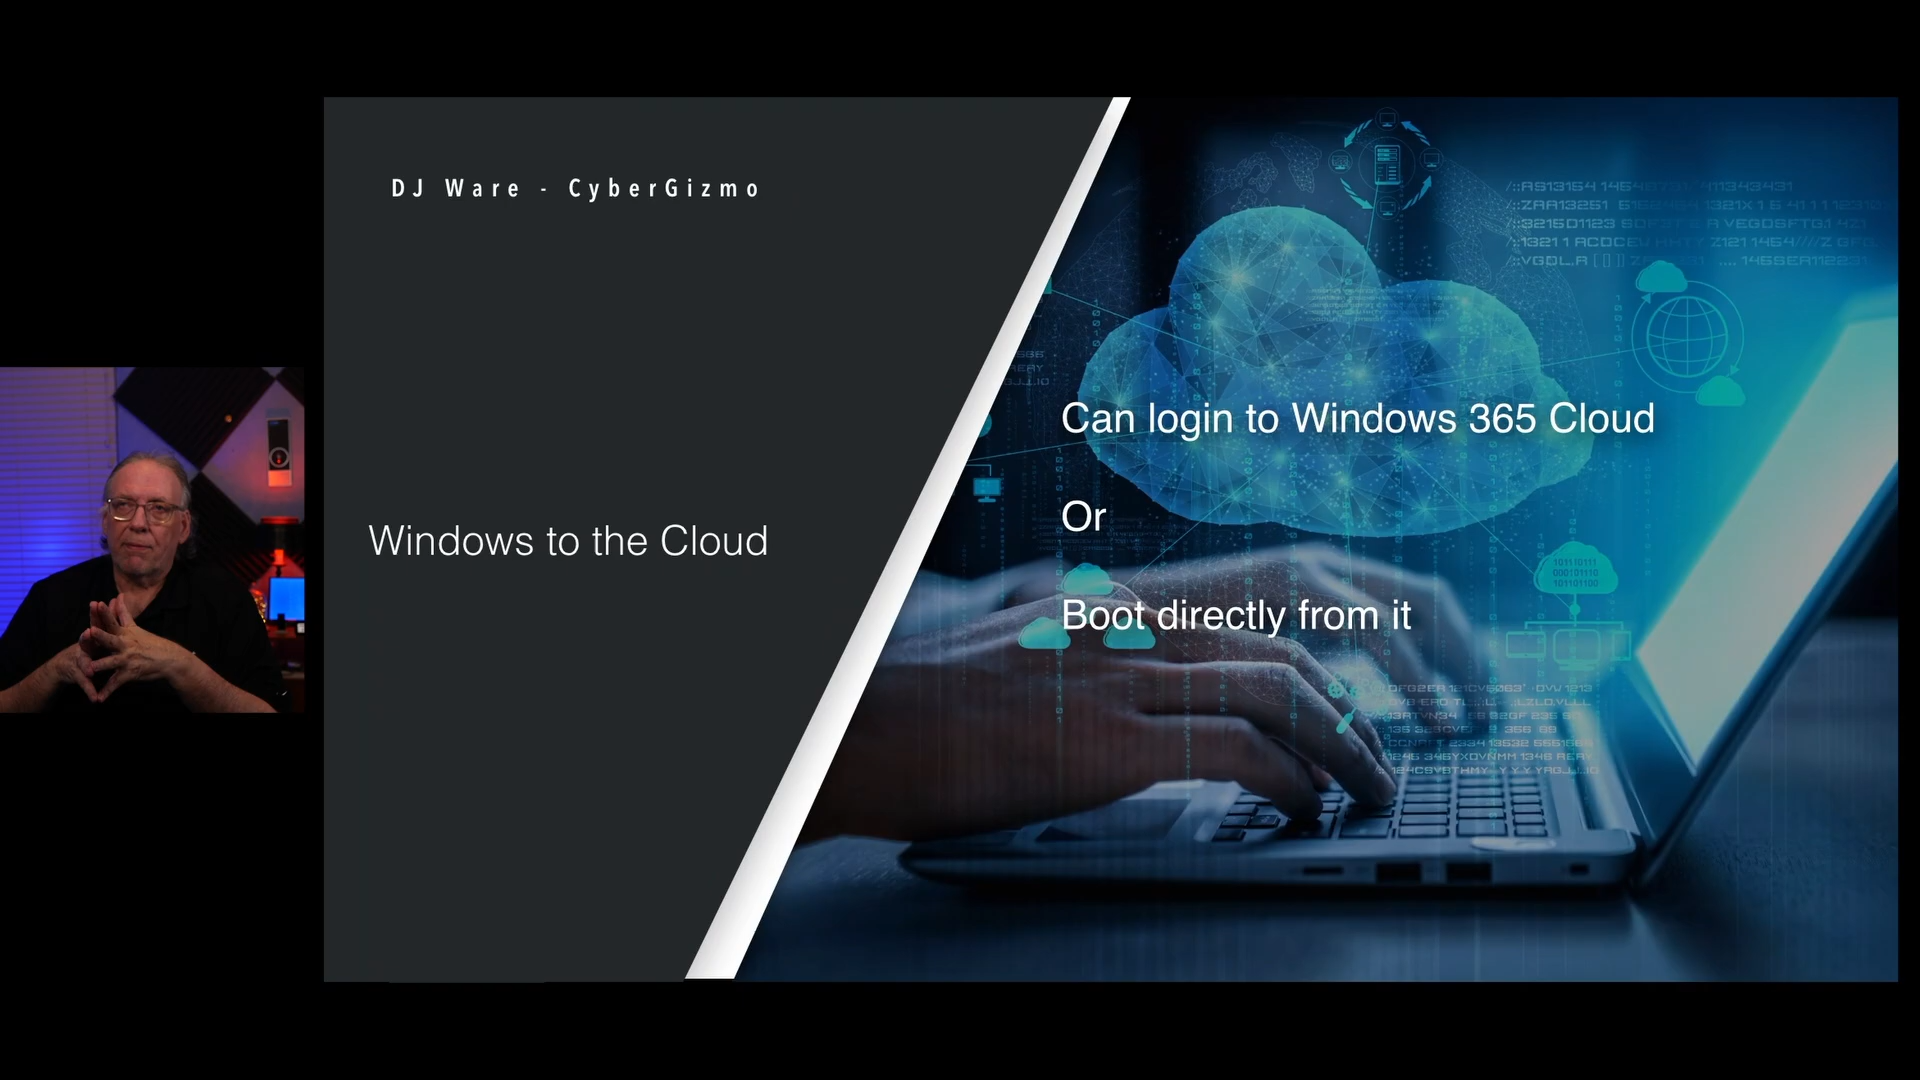 DJ Ware - CyberGizmo
Windows to the Cloud
Can login to Windows 365 Cloud
Or
Boot directly from it